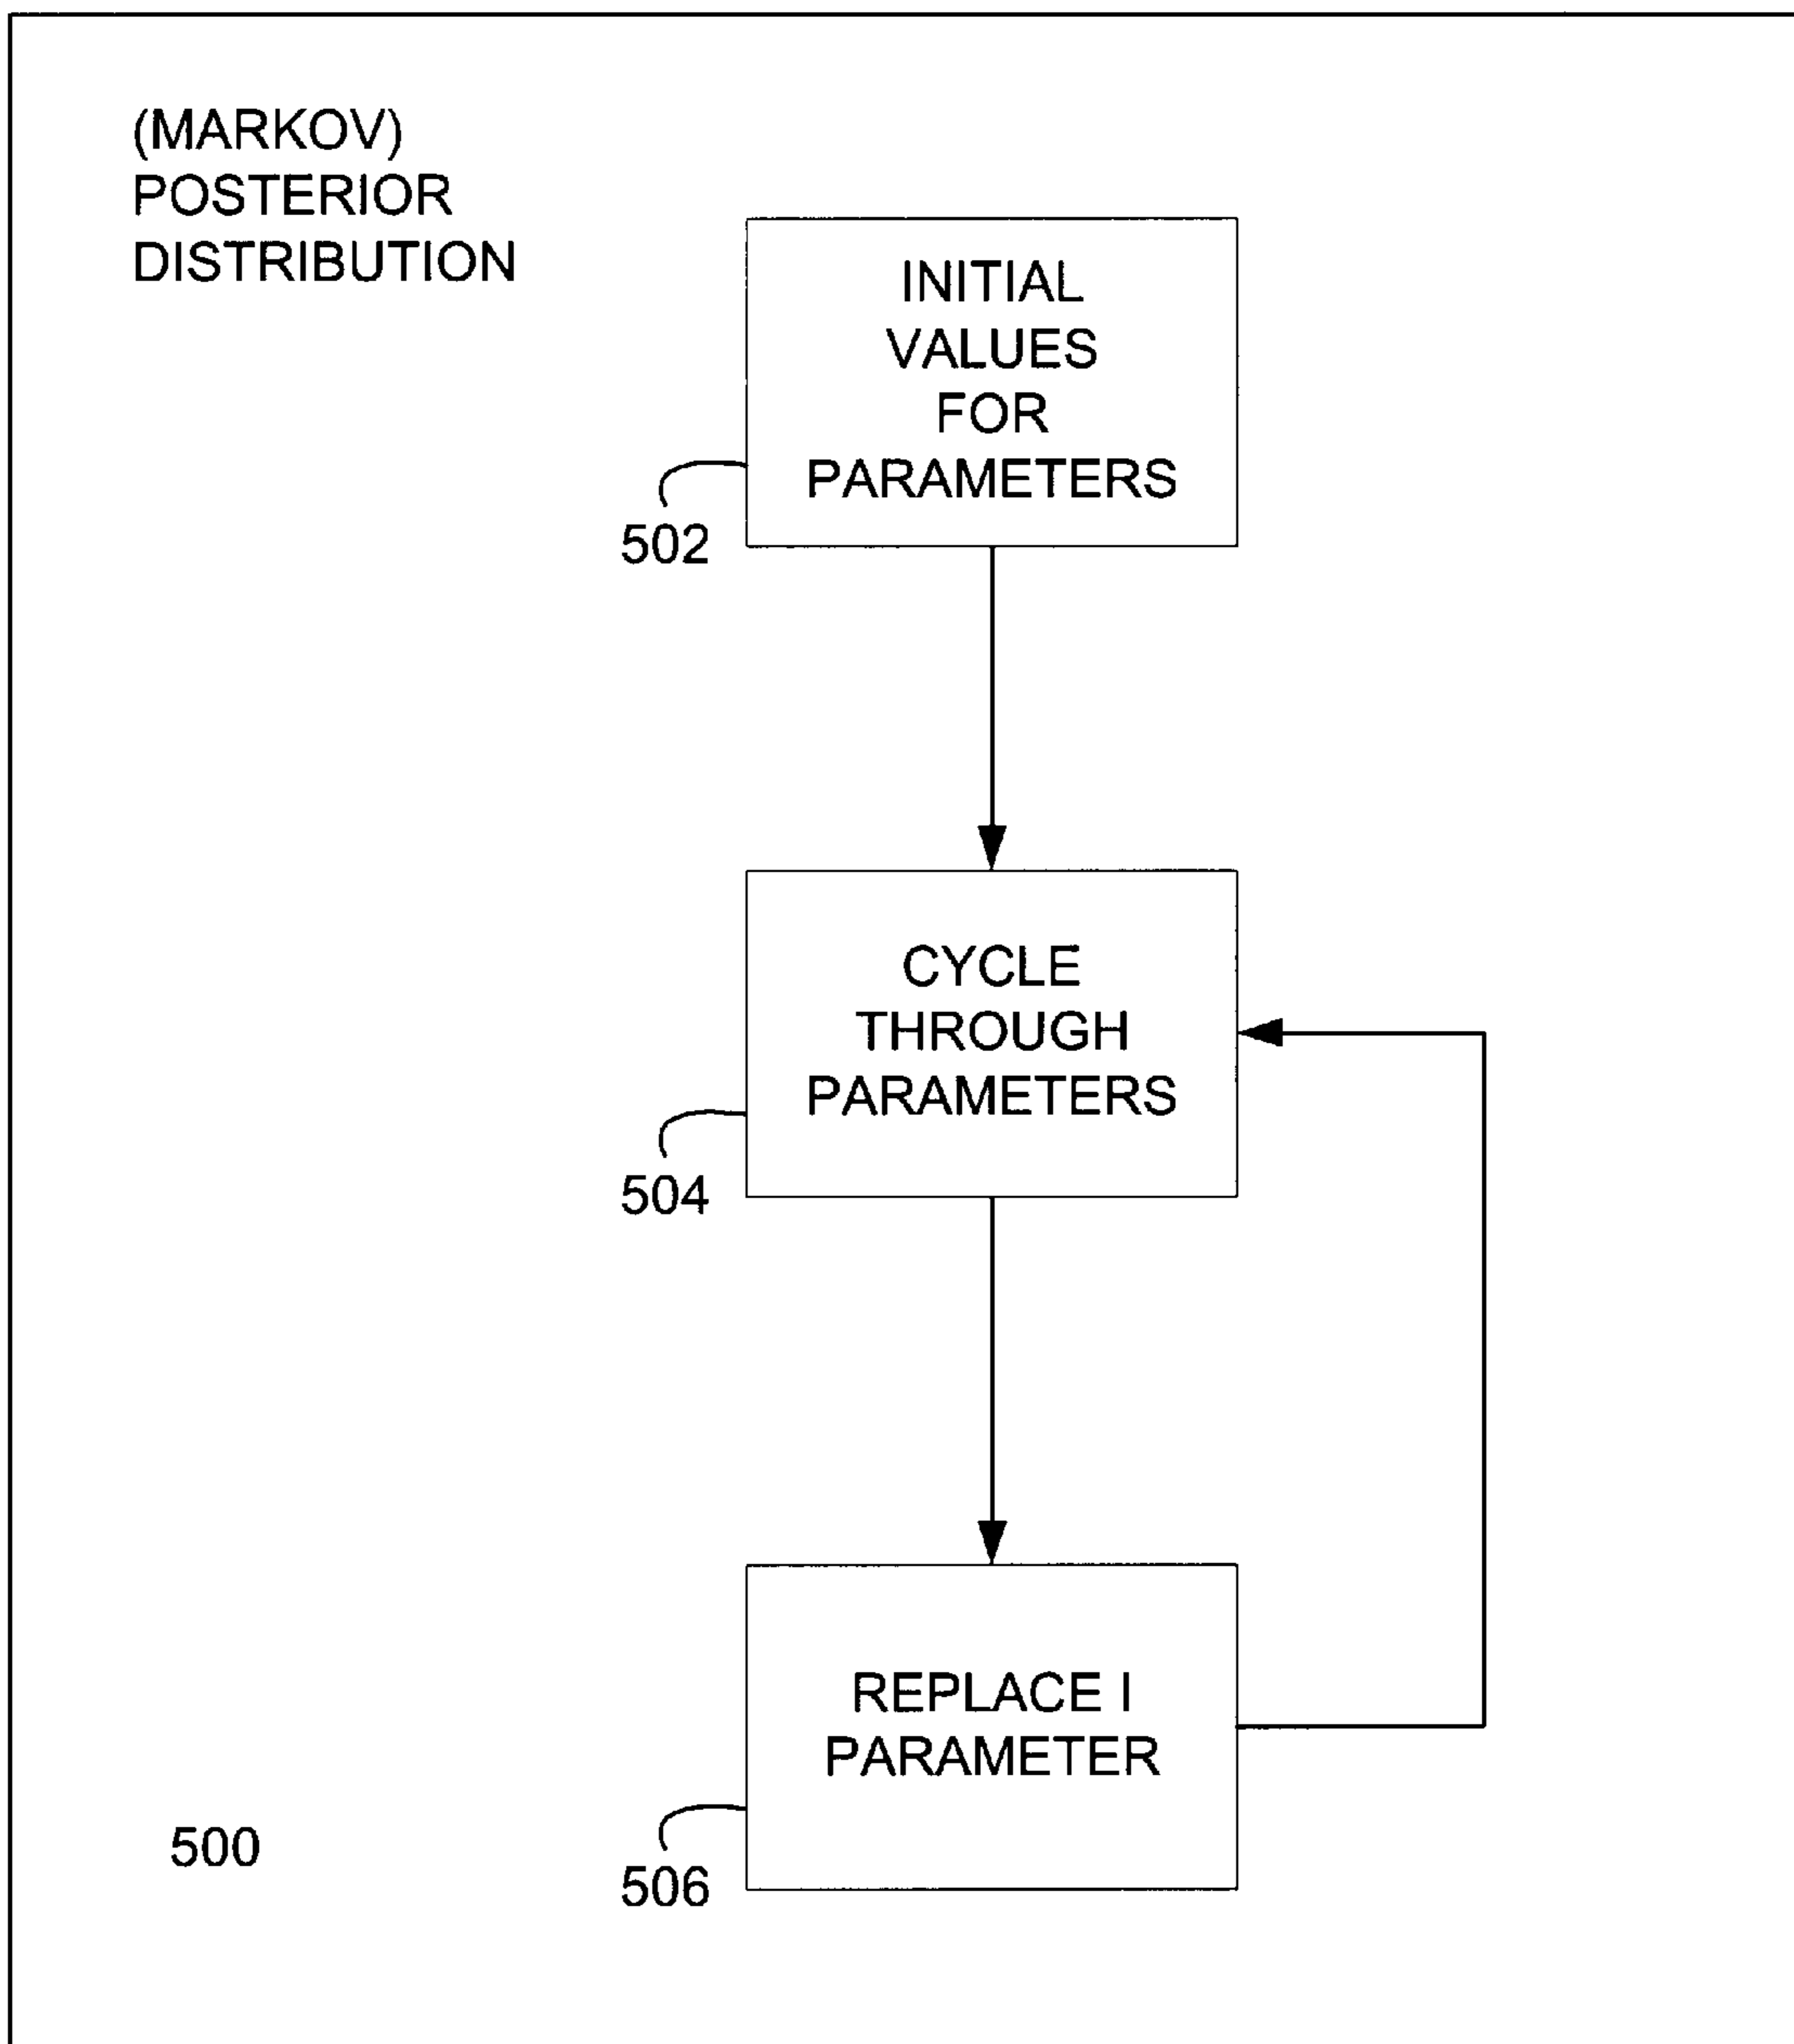 (MARKOV)
POSTERIOR
DISTRIBUTION
INITIAL
VALUES
FOR
PARAMETERS
502
CYCLE
THROUGH
PARAMETERS
504
REPLACE I
PARAMETER
506
500